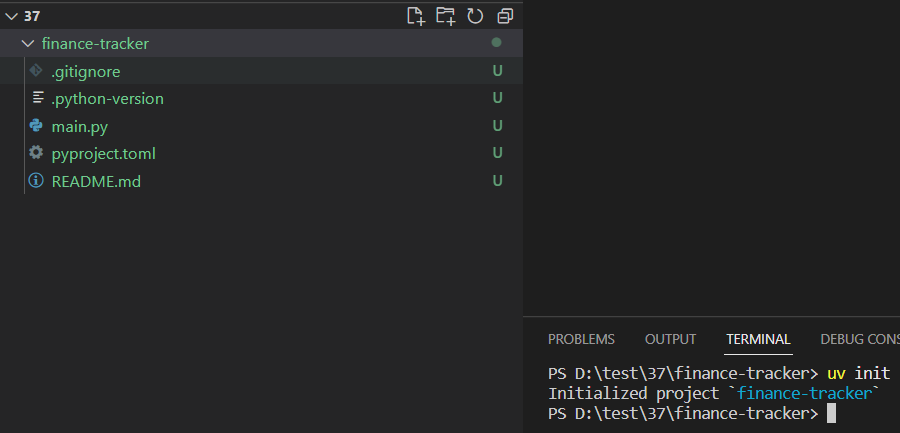 37
finance-tracker
.gitignore U
.python-version U
main.py U
pyproject.toml U
README.md U
PROBLEMS OUTPUT TERMINAL DEBUG CONS
PS D:\test\37\finance-tracker> uv init
Initialized project `finance-tracker`
PS D:\test\37\finance-tracker>